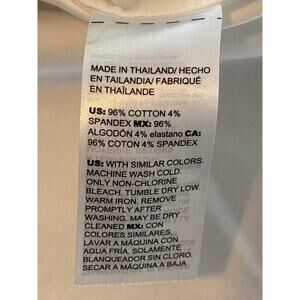 MADE IN THAILAND/ HECHO
EN TAILANDIA/ FABRIQUÉ
EN THAÏLANDE
US: 96% COTTON 4%
SPANDEX MX: 96%
ALGODÓN 4% elastano CA:
96% COTON 4% SPANDEX
US: WITH SIMILAR COLORS.
MACHINE WASH COLD.
ONLY NON-CHLORINE
BLEACH. TUMBLE DRY LOW.
WARM IRON. REMOVE
PROMPTLY AFTER
WASHING. MAY BE DRY
CLEANED MX: CON
COLORES SIMILARES.
LAVAR A MÁQUINA CON
AGUA FRÍA. SOLAMENTE
BLANQUEADOR SIN CLORO.
SECAR A MÁQUINA A BAJA